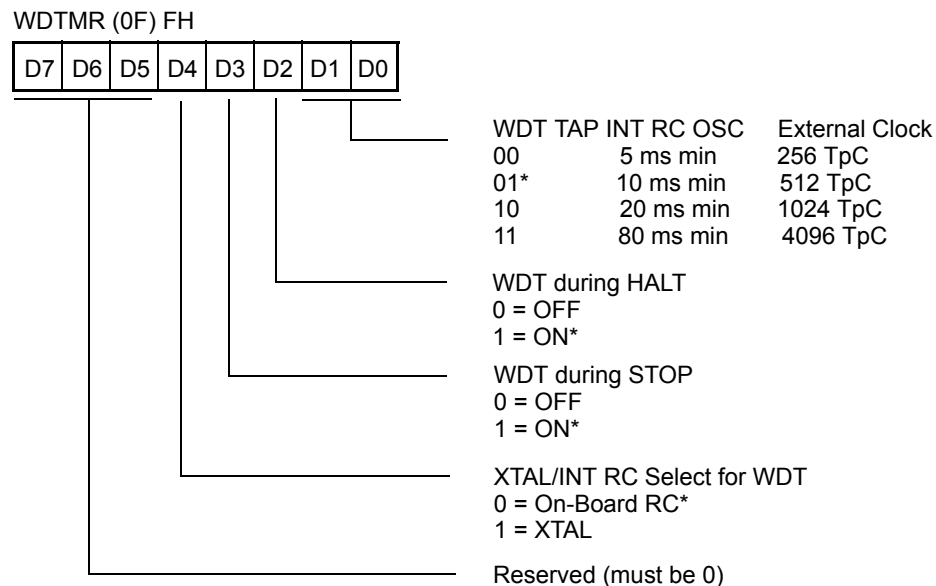 WDTMR (0F) FH
D7 D6 D5 D4 D3 D2 D1 D0
WDT TAP INT RC OSC External Clock
00 5 ms min 256 TpC
01* 10 ms min 512 TpC
10 20 ms min 1024 TpC
11 80 ms min 4096 TpC
WDT during HALT
0 = OFF
1 = ON*
WDT during STOP
0 = OFF
1 = ON*
XTAL/INT RC Select for WDT
0 = On-Board RC*
1 = XTAL
Reserved (must be 0)